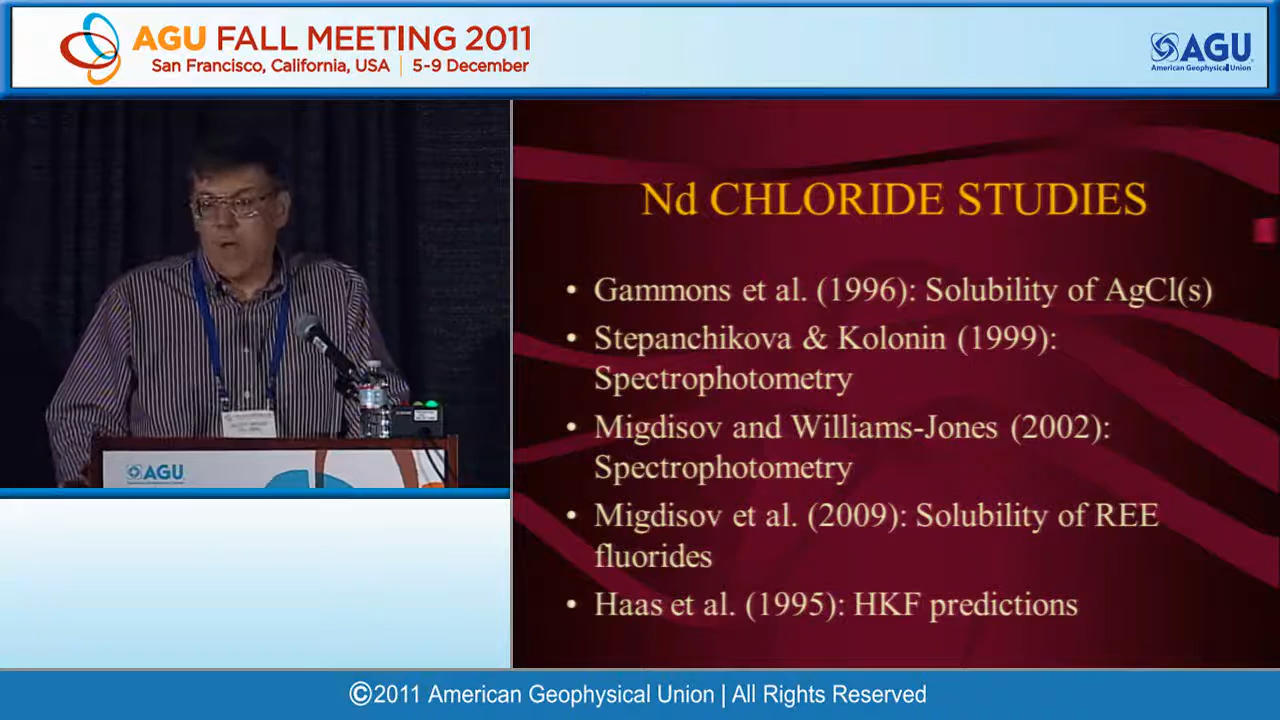 AGU FALL MEETING 2011
San Francisco, California, USA | 5-9 December
AGU
American Geophysical Union
Nd CHLORIDE STUDIES
• Gammons et al. (1996): Solubility of AgCl(s)
• Stepanchikova & Kolonin (1999):
Spectrophotometry
• Migdisov and Williams-Jones (2002):
Spectrophotometry
• Migdisov et al. (2009): Solubility of REE
fluorides
• Haas et al. (1995): HKF predictions
AGU
©2011 American Geophysical Union | All Rights Reserved